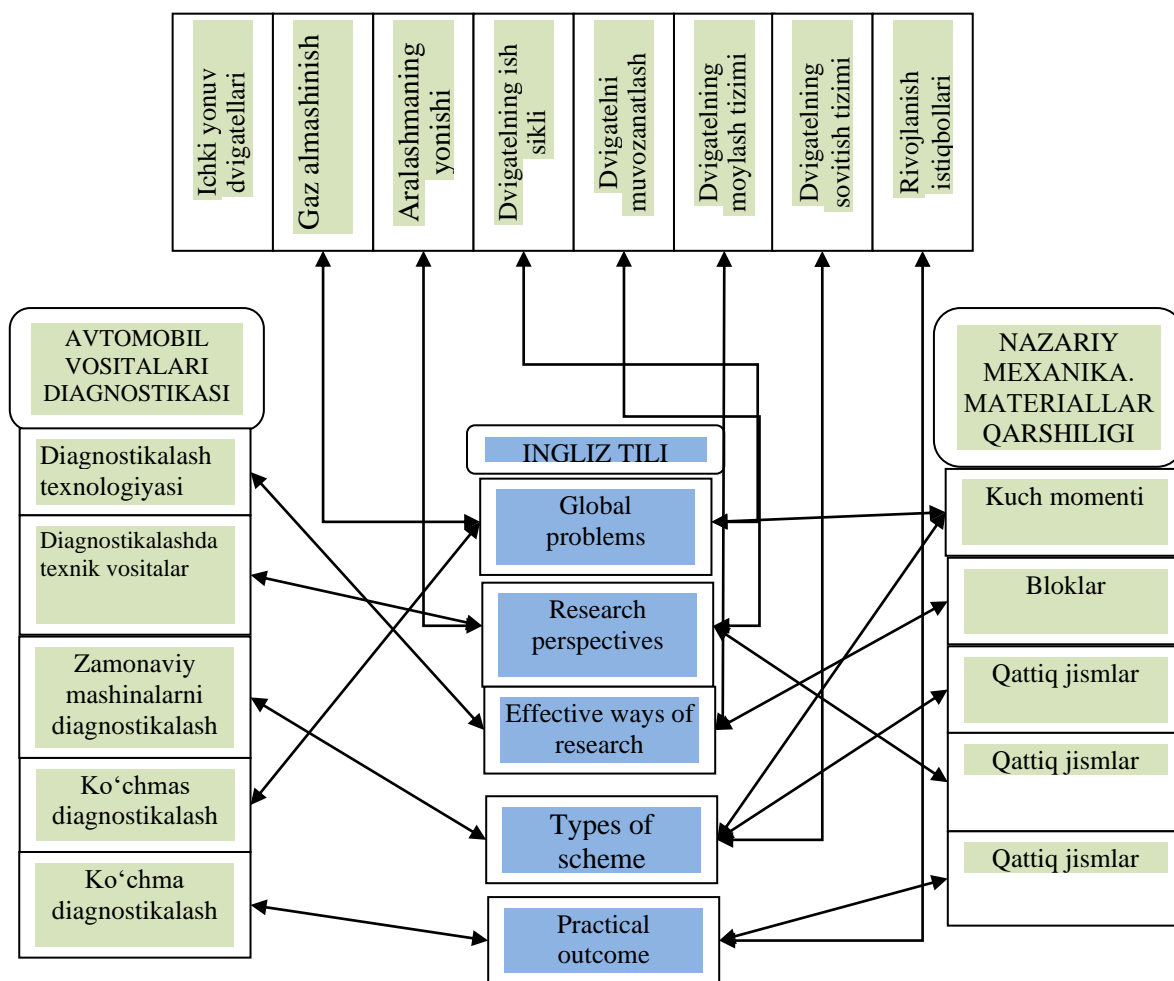 Ichki yonuv
dvigatellari
Gaz almashinish
Aralashmaning
yonishi
Dvigatelning ish
sikli
Dvigatelni
muvozanatlash
Dvigatelning
moylash tizimi
Dvigatelning
sovitish tizimi
Rivojlanish
istiqbollari
AVTOMOBIL
VOSITALARI
DIAGNOSTIKASI
Diagnostikalash
texnologiyasi
Diagnostikalashda
texnik vositalar
Zamonaviy
mashinalarni
diagnostikalash
Ko‘chmas
diagnostikalash
Ko‘chma
diagnostikalash
INGLIZ TILI
Global
problems
Research
perspectives
Effective ways of
research
Types of
scheme
Practical
outcome
NAZARIY
MEXANIKA.
MATERIALLAR
QARSHILIGI
Kuch momenti
Bloklar
Qattiq jismlar
Qattiq jismlar
Qattiq jismlar